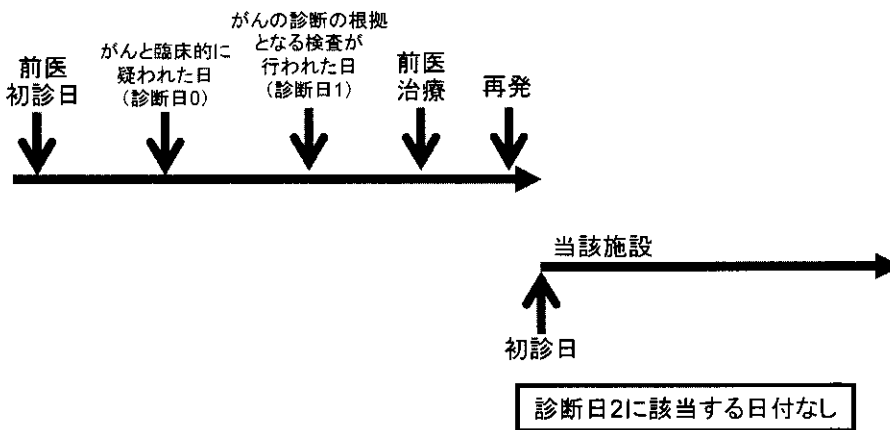 前医
初診日
がんと臨床的に
疑われた日
(診断日0)
がんの診断の根拠
となる検査が
行われた日
(診断日1)
前医
治療
再発
当該施設
初診日
診断日2に該当する日付なし